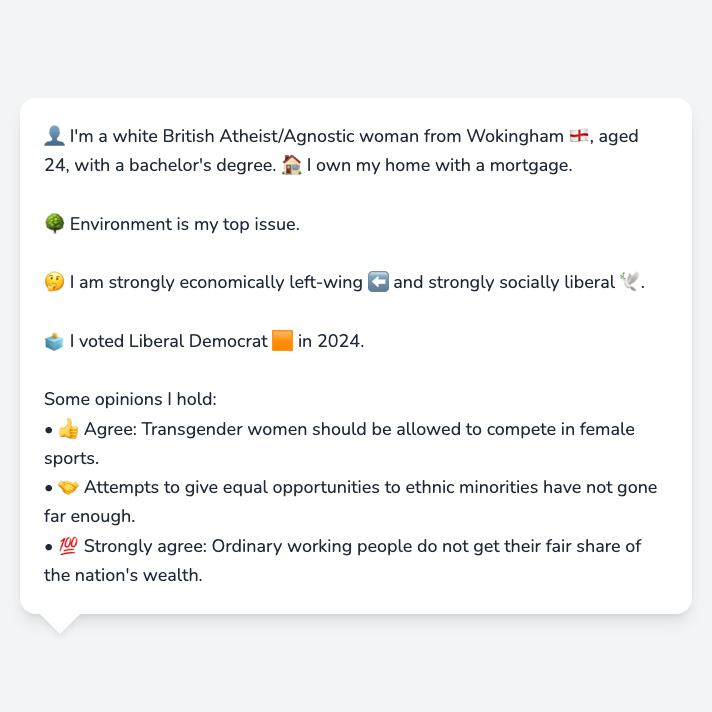 👤 I'm a white British Atheist/Agnostic woman from Wokingham 🏴󠁧󠁢󠁥󠁮󠁧󠁿, aged
24, with a bachelor's degree. 🏠 I own my home with a mortgage.
🌳 Environment is my top issue.
🤔 I am strongly economically left-wing ⬅️ and strongly socially liberal 🕊️.
🗳️ I voted Liberal Democrat 🟧 in 2024.
Some opinions I hold:
• 👍 Agree: Transgender women should be allowed to compete in female
sports.
• 🤝 Attempts to give equal opportunities to ethnic minorities have not gone
far enough.
• 💯 Strongly agree: Ordinary working people do not get their fair share of
the nation's wealth.